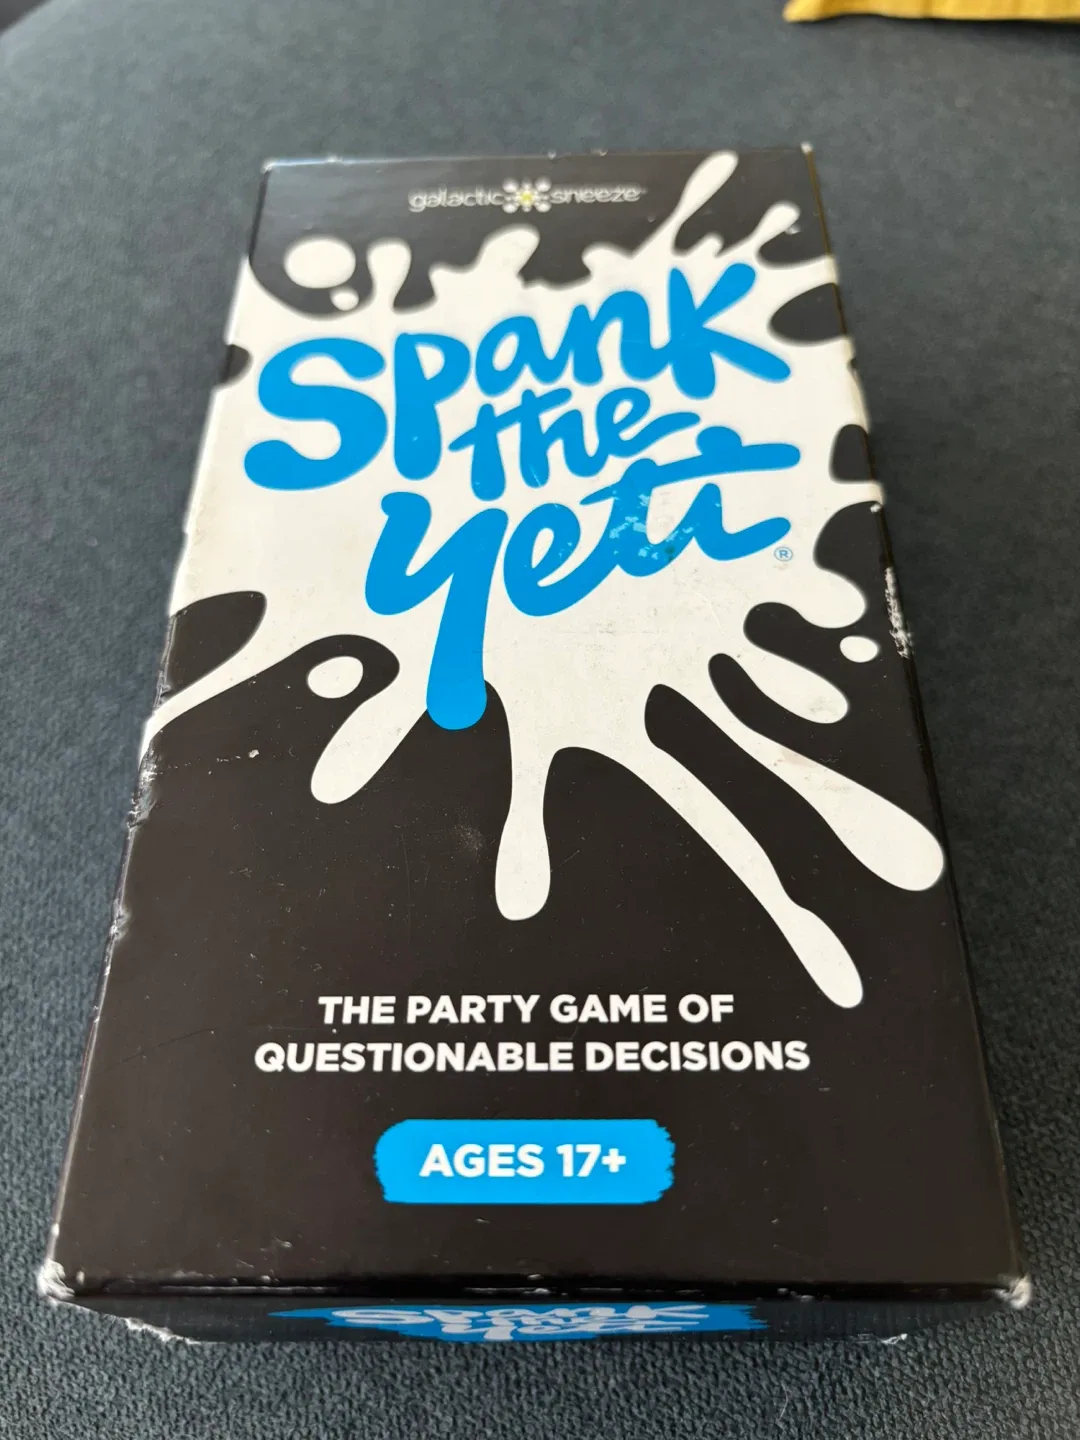 galactic sneeze
Spank
the
yeti
®
THE PARTY GAME OF
QUESTIONABLE DECISIONS
AGES 17+
Spank
the
yeti